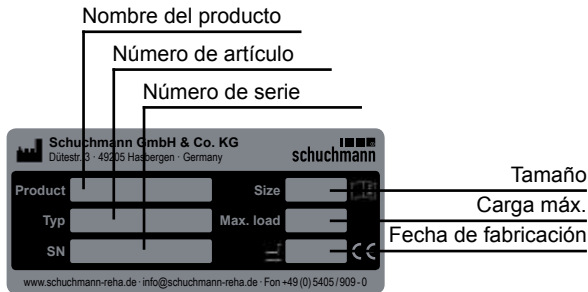 Nombre del producto
Número de artículo
Número de serie
Schuchmann GmbH & Co. KG
Dütestr. 3 · 49205 Hasbergen · Germany
schuchmann
Product
Size
Tamaño
Typ
Max. load
Carga máx.
SN
Fecha de fabricación
CE
www.schuchmann-reha.de · info@schuchmann-reha.de · Fon +49 (0) 5405 / 909 - 0